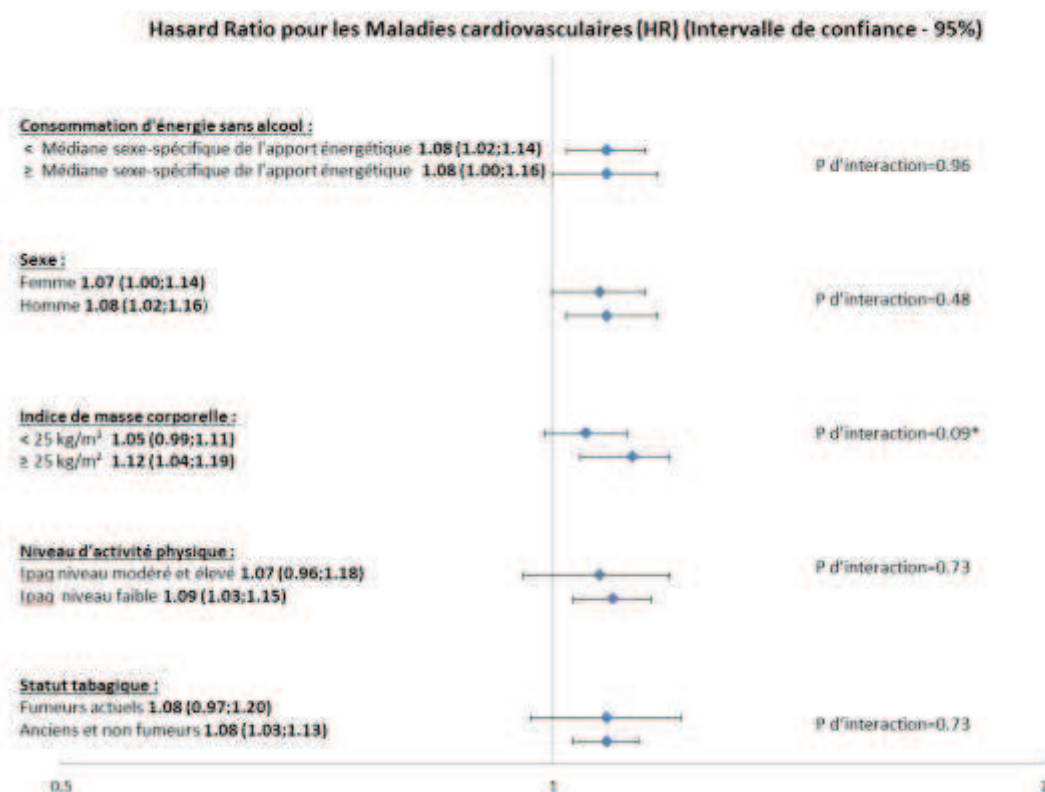 Hasard Ratio pour les Maladies cardiovasculaires (HR) (Intervalle de confiance - 95%)
Consommation d'énergie sans alcool :
< Médiane sexe-spécifique de l'apport énergétique 1.08 (1.02;1.14)
≥ Médiane sexe-spécifique de l'apport énergétique 1.08 (1.00;1.16)
P d'interaction=0.96
Sexe :
Femme 1.07 (1.00;1.14)
Homme 1.08 (1.02;1.16)
P d'interaction=0.48
Indice de masse corporelle :
< 25 kg/m² 1.05 (0.99;1.11)
≥ 25 kg/m² 1.12 (1.04;1.19)
P d'interaction=0.09*
Niveau d'activité physique :
Ipaq niveau modéré et élevé 1.07 (0.96;1.18)
Ipaq niveau faible 1.09 (1.03;1.15)
P d'interaction=0.73
Statut tabagique :
Fumeurs actuels 1.08 (0.97;1.20)
Anciens et non fumeurs 1.08 (1.03;1.13)
P d'interaction=0.73
0.5 1 2